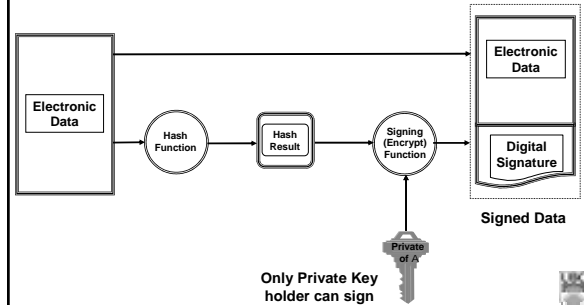 Electronic
Data
Electronic
Data
Hash
Function
Hash
Result
Signing
(Encrypt)
Function
Digital
Signature
Signed Data
Private
of A
Only Private Key
holder can sign